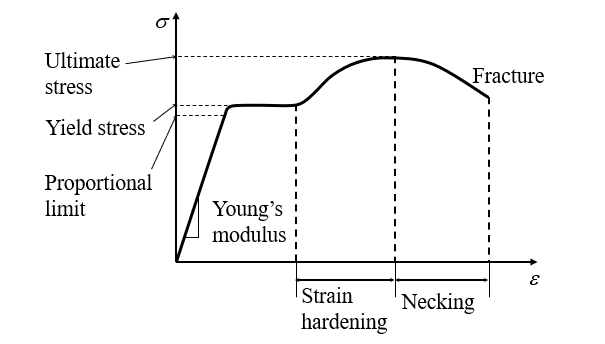 σ
Ultimate
stress
Fracture
Yield stress
Proportional
limit
Young’s
modulus
ε
Strain
hardening
Necking